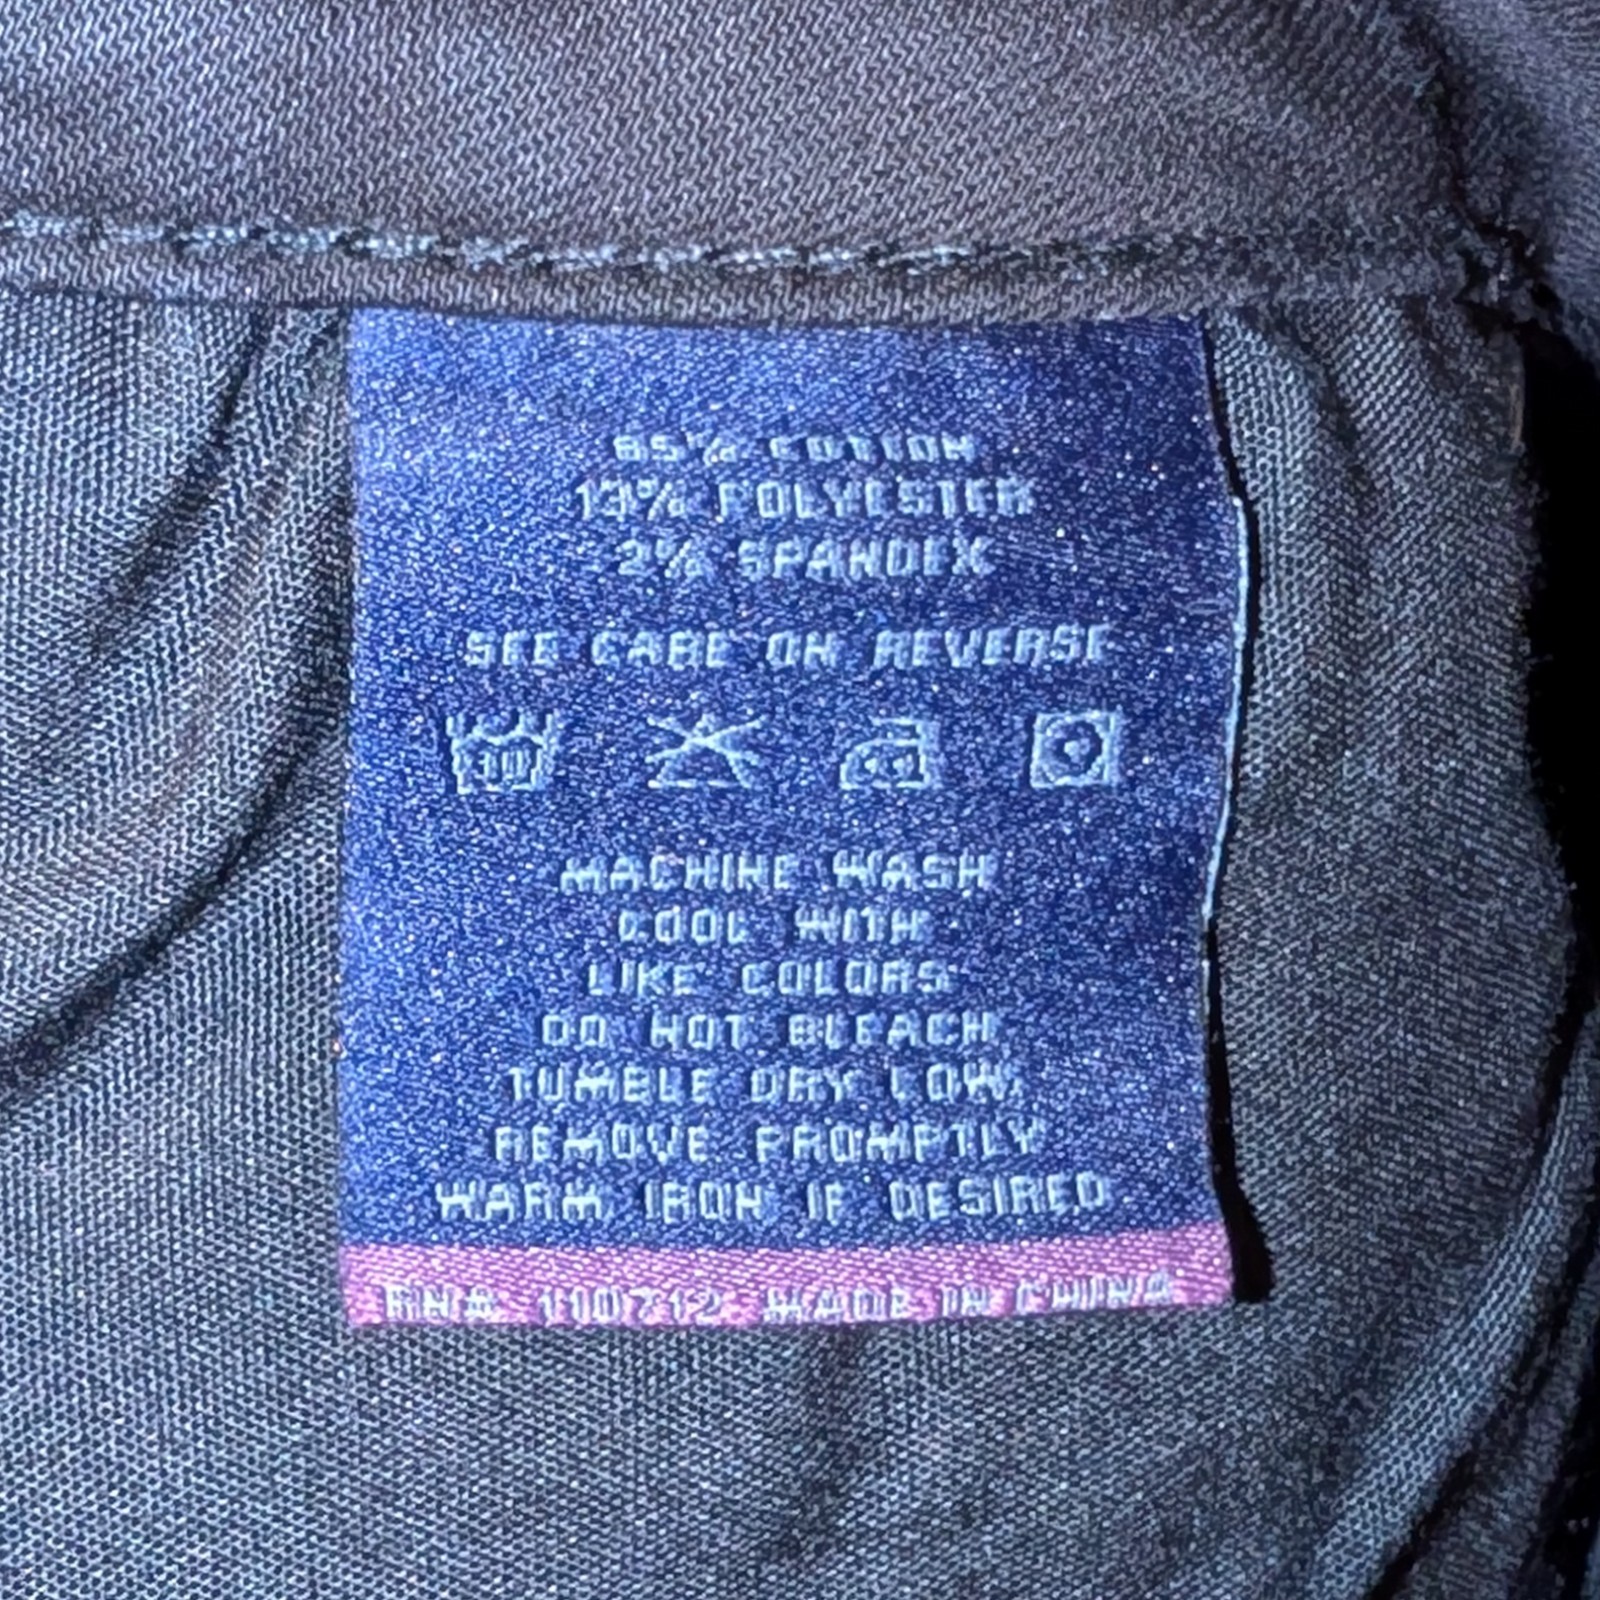 85% COTTON
13% POLYESTER
2% SPANDEX
SEE CARE ON REVERSE
30
MACHINE WASH
COOL WITH
LIKE COLORS
DO NOT BLEACH
TUMBLE DRY LOW.
REMOVE PROMPTLY
WARM IRON IF DESIRED
RN# 110712 MADE IN CHINA